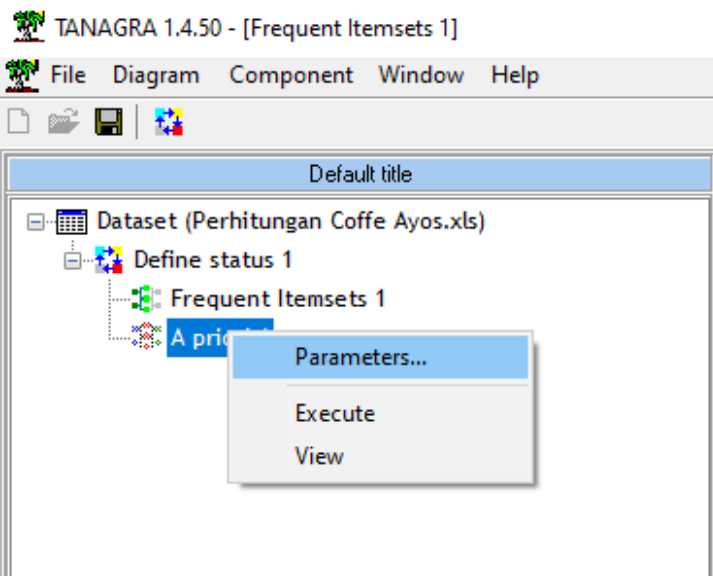 TANAGRA 1.4.50 - [Frequent Itemsets 1]
File Diagram Component Window Help
Default title
Dataset (Perhitungan Coffe Ayos.xls)
Define status 1
Frequent Itemsets 1
A
Parameters...
Execute
View